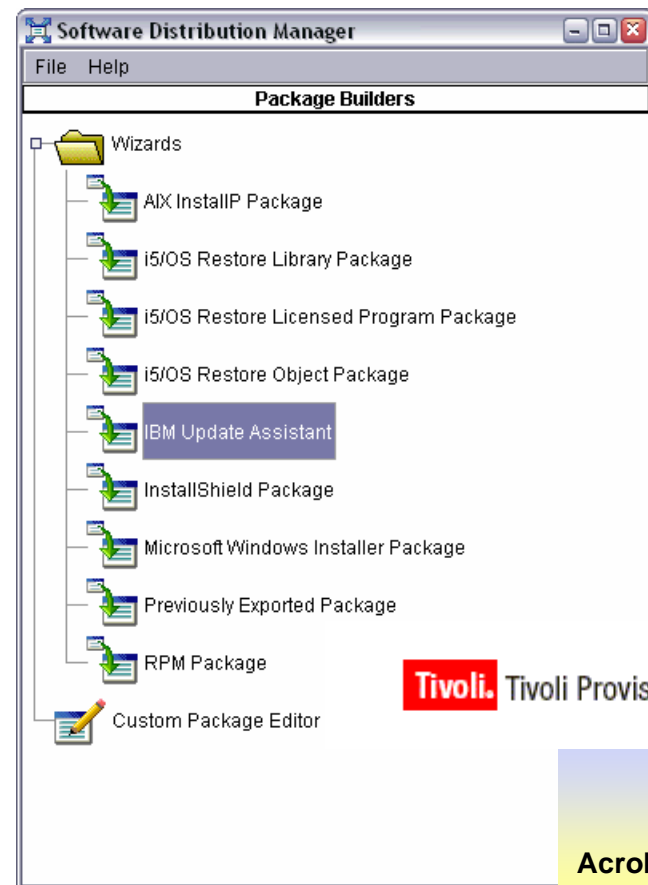 Software Distribution Manager
File Help
Package Builders
Wizards
AIX InstallP Package
i5/OS Restore Library Package
i5/OS Restore Licensed Program Package
i5/OS Restore Object Package
IBM Update Assistant
InstallShield Package
Microsoft Windows Installer Package
Previously Exported Package
RPM Package
Tivoli. Tivoli Provis
Custom Package Editor